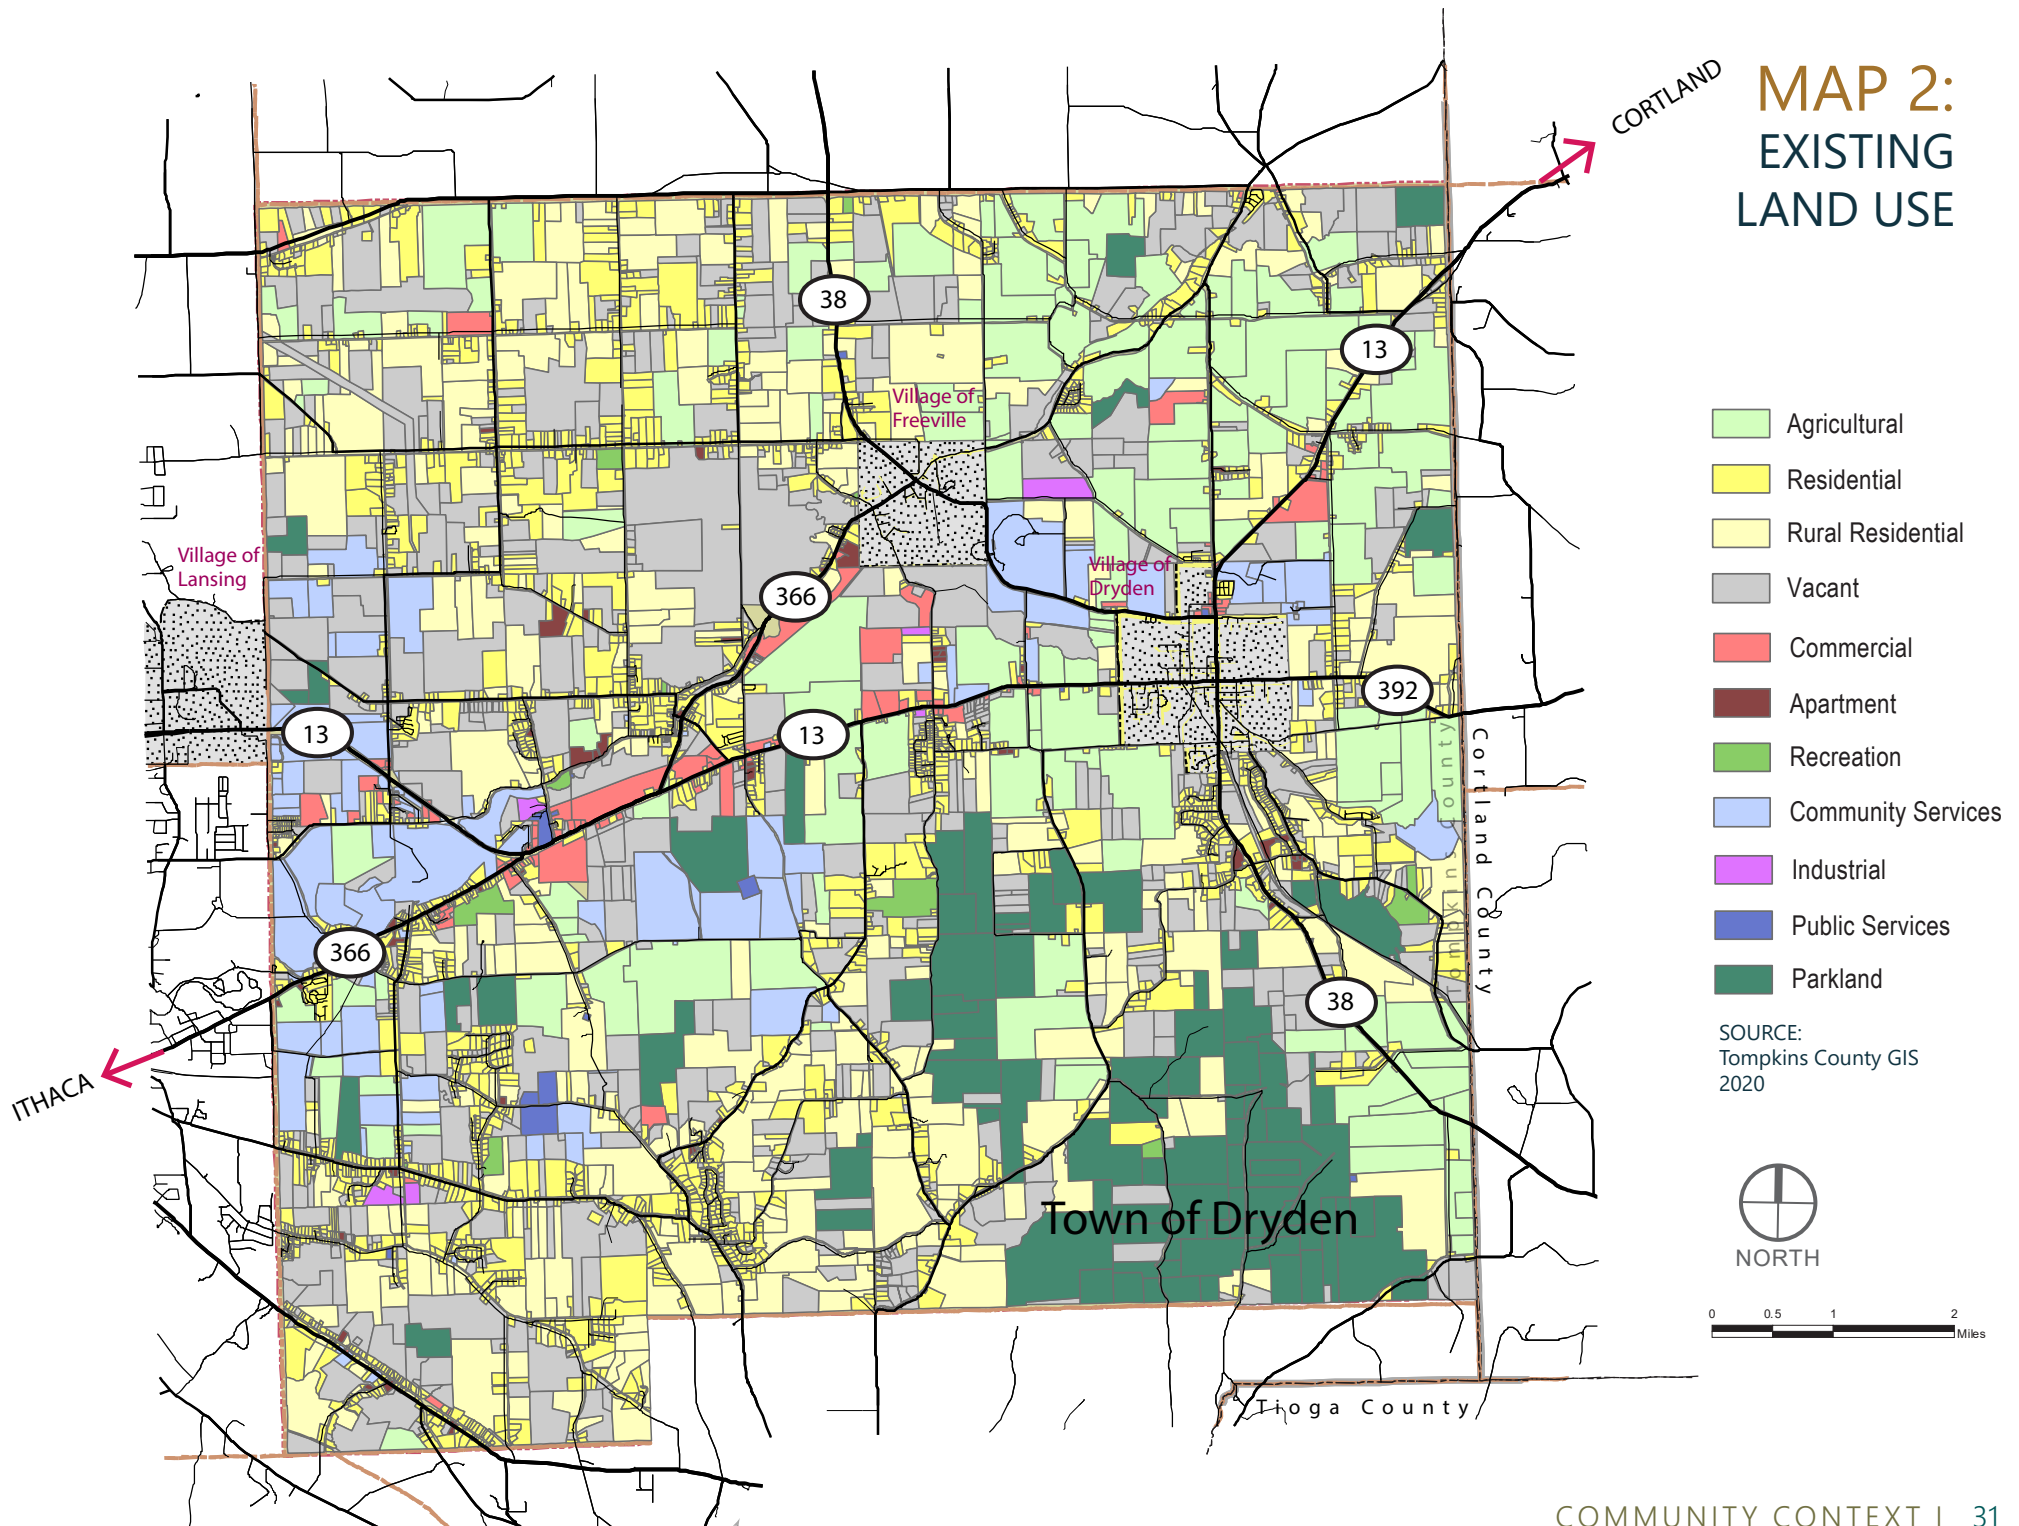 MAP 2:
EXISTING
LAND USE
CORTLAND
38
13
Village of
Freeville
Village of
Lansing
Village of
Dryden
366
392
13
13
366
38
ITHACA
Town of Dryden
Tompkins County
Cortland County
Tioga County
Agricultural
Residential
Rural Residential
Vacant
Commercial
Apartment
Recreation
Community Services
Industrial
Public Services
Parkland
SOURCE:
Tompkins County GIS
2020
NORTH
0 0.5 1 2
Miles
COMMUNITY CONTEXT | 31